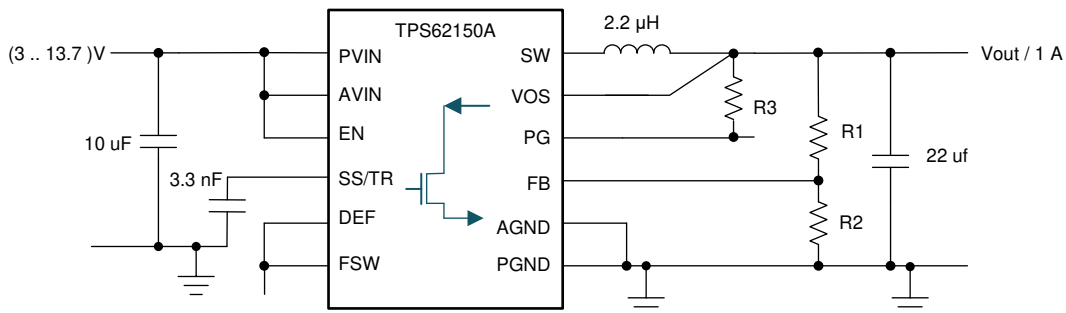 TPS62150A
2.2 µH
(3 .. 13.7 )V
PVIN
SW
Vout / 1 A
AVIN
VOS
R3
EN
PG
R1
10 uF
22 uf
3.3 nF
SS/TR
FB
DEF
AGND
R2
FSW
PGND